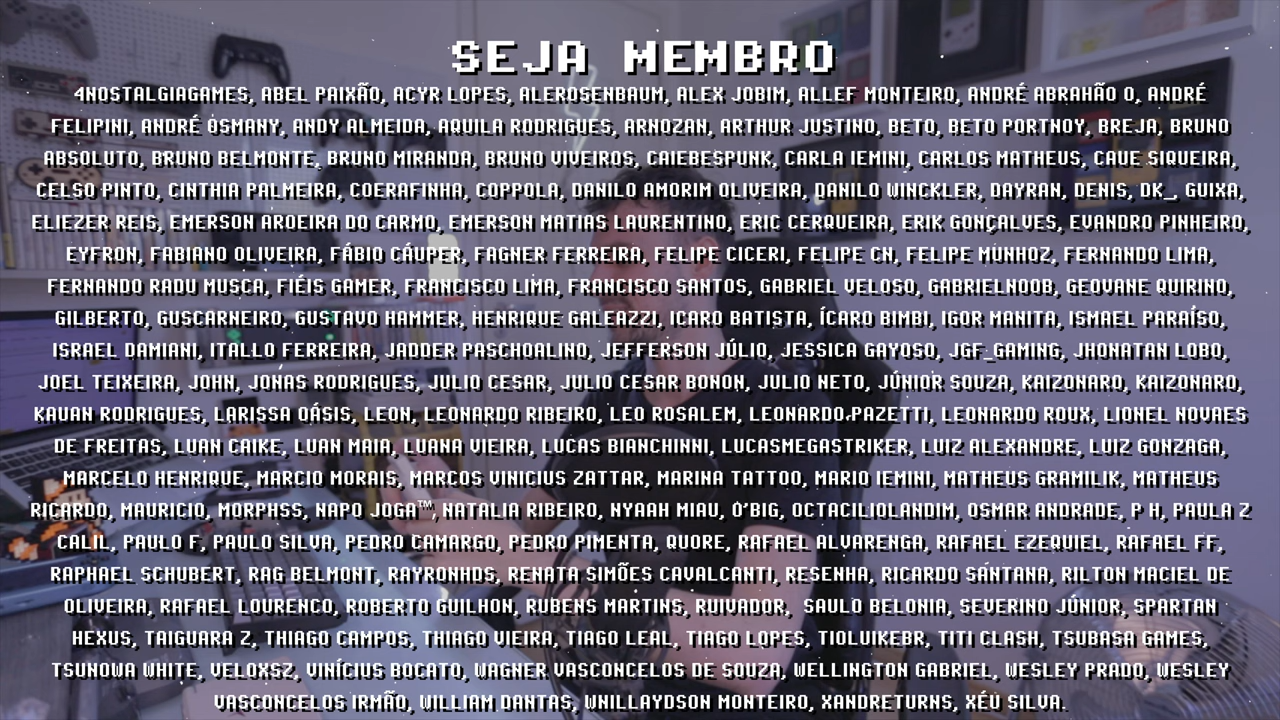 SEJA MEMBRO
4NOSTALGIAGAMES, ABEL PAIXÃO, ACYR LOPES, ALEROSENBAUM, ALEX JOBIM, ALLEF MONTEIRO, ANDRÉ ABRAHÃO O, ANDRÉ
FELIPINI, ANDRÉ OSMANY, ANDY ALMEIDA, AQUILA RODRIGUES, ARNOZAN, ARTHUR JUSTINO, BETO, BETO PORTNOY, BREJA, BRUNO
ABSOLUTO, BRUNO BELMONTE, BRUNO MIRANDA, BRUNO VIVEIROS, CAIEBESPUNK, CARLA IEMINI, CARLOS MATHEUS, CAUE SIQUEIRA,
CELSO PINTO, CINTHIA PALMEIRA, COERAFINHA, COPPOLA, DANILO AMORIM OLIVEIRA, DANILO WINCKLER, DAYRAN, DENIS, DK_, GUIXA,
ELIEZER REIS, EMERSON AROEIRA DO CARMO, EMERSON MATIAS LAURENTINO, ERIC CERQUEIRA, ERIK GONÇALVES, EVANDRO PINHEIRO,
EYFRON, FABIANO OLIVEIRA, FÁBIO CÁUPER, FAGNER FERREIRA, FELIPE CICERI, FELIPE CN, FELIPE MUNHOZ, FERNANDO LIMA,
FERNANDO RADU MUSCA, FIÉIS GAMER, FRANCISCO LIMA, FRANCISCO SANTOS, GABRIEL VELOSO, GABRIELNOOB, GEOVANE QUIRINO,
GILBERTO, GUSCARNEIRO, GUSTAVO HAMMER, HENRIQUE GALEAZZI, ICARO BATISTA, ÍCARO BIMBI, IGOR MANITA, ISMAEL PARAÍSO,
ISRAEL DAMIANI, ITALLO FERREIRA, JADDER PASCHOALINO, JEFFERSON JÚLIO, JESSICA GAYOSO, JGF_GAMING, JHONATAN LOBO,
JOEL TEIXEIRA, JOHN, JONAS RODRIGUES, JULIO CESAR, JULIO CESAR BONON, JULIO NETO, JÚNIOR SOUZA, KAIZONARO, KAIZONARO,
KAUAN RODRIGUES, LARISSA OÁSIS, LEON, LEONARDO RIBEIRO, LEO ROSALEM, LEONARDO PAZETTI, LEONARDO ROUX, LIONEL NOVAES
DE FREITAS, LUAN CAIKE, LUAN MAIA, LUANA VIEIRA, LUCAS BIANCHINNI, LUCASMEGASTRIKER, LUIZ ALEXANDRE, LUIZ GONZAGA,
MARCELO HENRIQUE, MARCIO MORAIS, MARCOS VINICIUS ZATTAR, MARINA TATTOO, MARIO IEMINI, MATHEUS GRAMILIK, MATHEUS
RICARDO, MAURICIO, MORPHSS, NAPO JOGA™, NATALIA RIBEIRO, NYAAH MIAU, O'BIG, OCTACILIOLANDIM, OSMAR ANDRADE, P H, PAULA Z
CALIL, PAULO F, PAULO SILVA, PEDRO CAMARGO, PEDRO PIMENTA, QUORE, RAFAEL ALVARENGA, RAFAEL EZEQUIEL, RAFAEL FF,
RAPHAEL SCHUBERT, RAG BELMONT, RAYRONHDS, RENATA SIMÕES CAVALCANTI, RESENHA, RICARDO SANTANA, RILTON MACIEL DE
OLIVEIRA, RAFAEL LOURENCO, ROBERTO GUILHON, RUBENS MARTINS, RUIVADOR, SAULO BELONIA, SEVERINO JÚNIOR, SPARTAN
HEXUS, TAIGUARA Z, THIAGO CAMPOS, THIAGO VIEIRA, TIAGO LEAL, TIAGO LOPES, TIOLUIKEBR, TITI CLASH, TSUBASA GAMES,
TSUNOWA WHITE, VELOXSZ, VINÍCIUS BOCATO, WAGNER VASCONCELOS DE SOUZA, WELLINGTON GABRIEL, WESLEY PRADO, WESLEY
VASCONCELOS IRMÃO, WILLIAM DANTAS, WNILLAYDSON MONTEIRO, XANDRETURNS, XÉU SILVA.